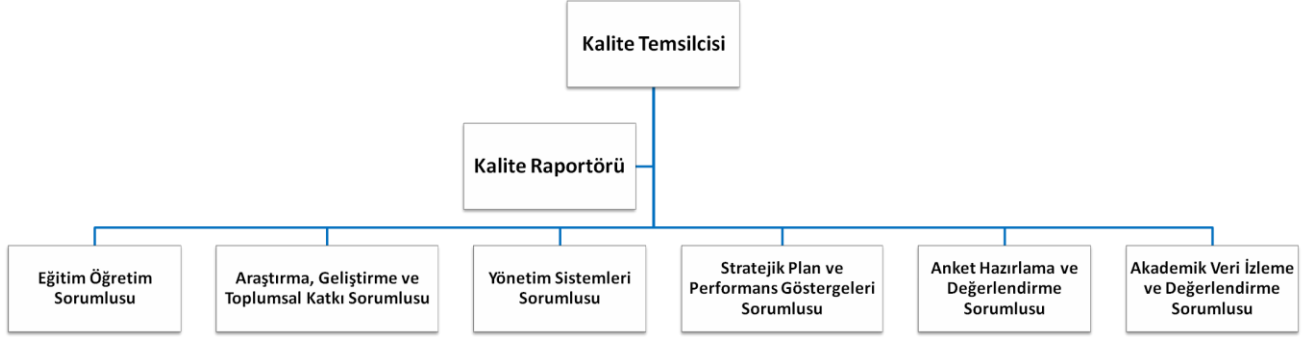 Kalite Temsilcisi
Kalite Raportörü
Eğitim Öğretim
Sorumlusu
Araştırma, Geliştirme ve
Toplumsal Katkı Sorumlusu
Yönetim Sistemleri
Sorumlusu
Stratejik Plan ve
Performans Göstergeleri
Sorumlusu
Anket Hazırlama ve
Değerlendirme
Sorumlusu
Akademik Veri İzleme
ve Değerlendirme
Sorumlusu